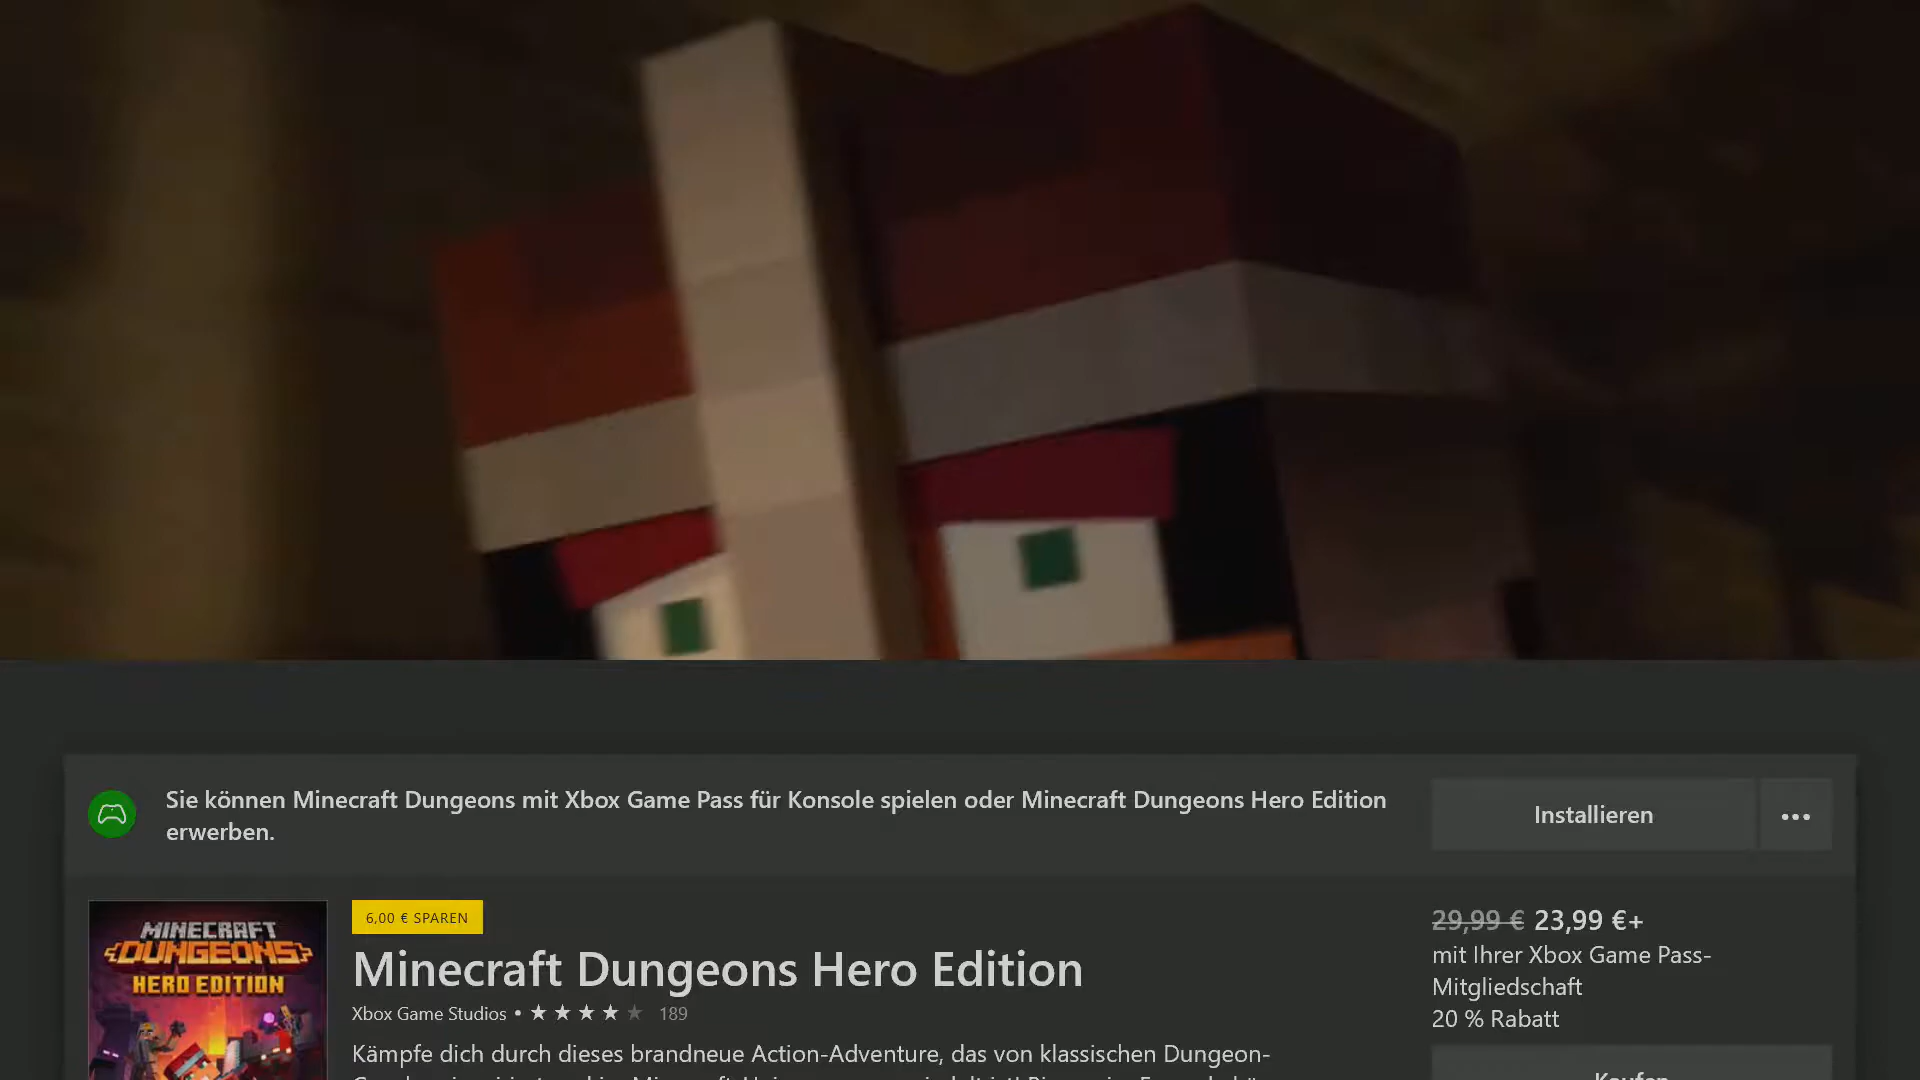 Sie können Minecraft Dungeons mit Xbox Game Pass für Konsole spielen oder Minecraft Dungeons Hero Edition
erwerben.
Installieren
MINECRAFT
DUNGEONS
HERO EDITION
6,00 € SPAREN
Minecraft Dungeons Hero Edition
Xbox Game Studios • ★★★★★ 189
Kämpfe dich durch dieses brandneue Action-Adventure, das von klassischen Dungeon-
29,99 € 23,99 €+
mit Ihrer Xbox Game Pass-
Mitgliedschaft
20 % Rabatt
Kaufen